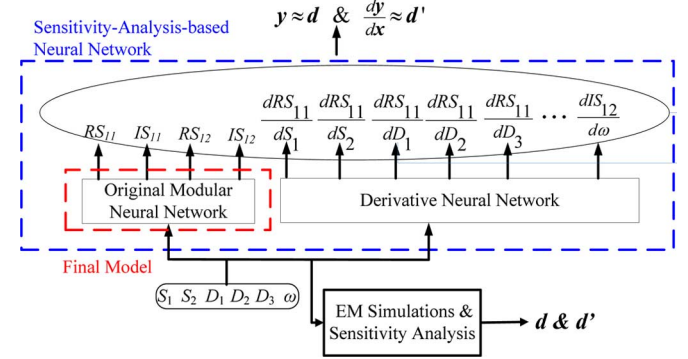 y ≈ d & dy/dx ≈ d'
Sensitivity-Analysis-based
Neural Network
RS11 IS11 RS12 IS12 dRS11/dS1 dRS11/dS2 dRS11/dD1 dRS11/dD2 dRS11/dD3 ... dIS12/dω
Original Modular
Neural Network
Derivative Neural Network
Final Model
S1 S2 D1 D2 D3 ω
EM Simulations &
Sensitivity Analysis
d & d'